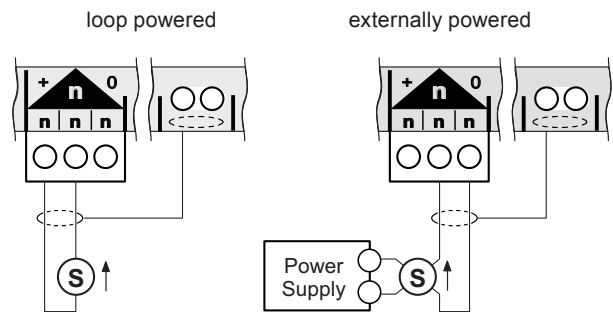 loop powered
externally powered
+ n 0
n n n
+ n 0
n n n
S
Power
Supply
S